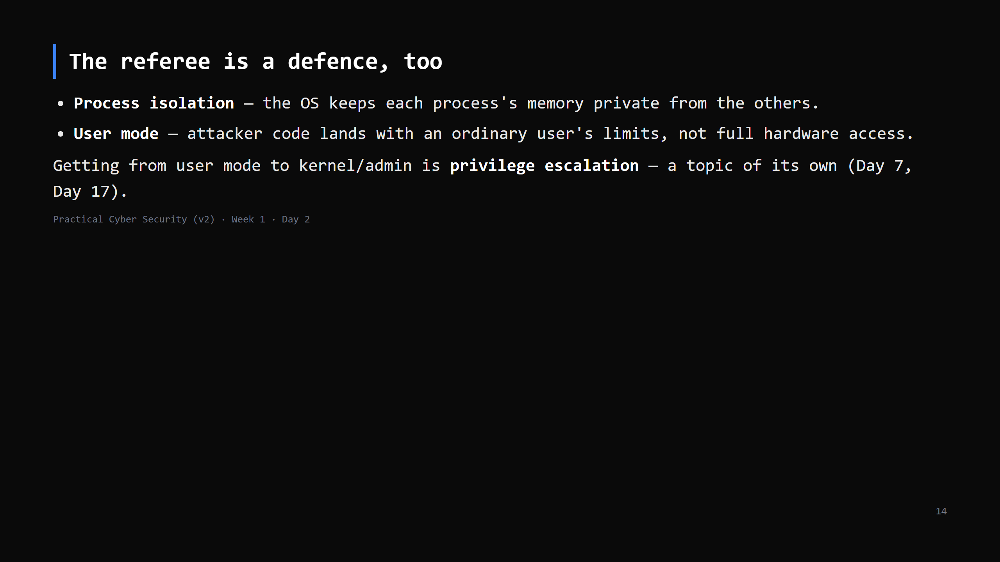 The referee is a defence, too
• Process isolation — the OS keeps each process's memory private from the others.
• User mode — attacker code lands with an ordinary user's limits, not full hardware access.
Getting from user mode to kernel/admin is privilege escalation — a topic of its own (Day 7,
Day 17).
Practical Cyber Security (v2) · Week 1 · Day 2
14